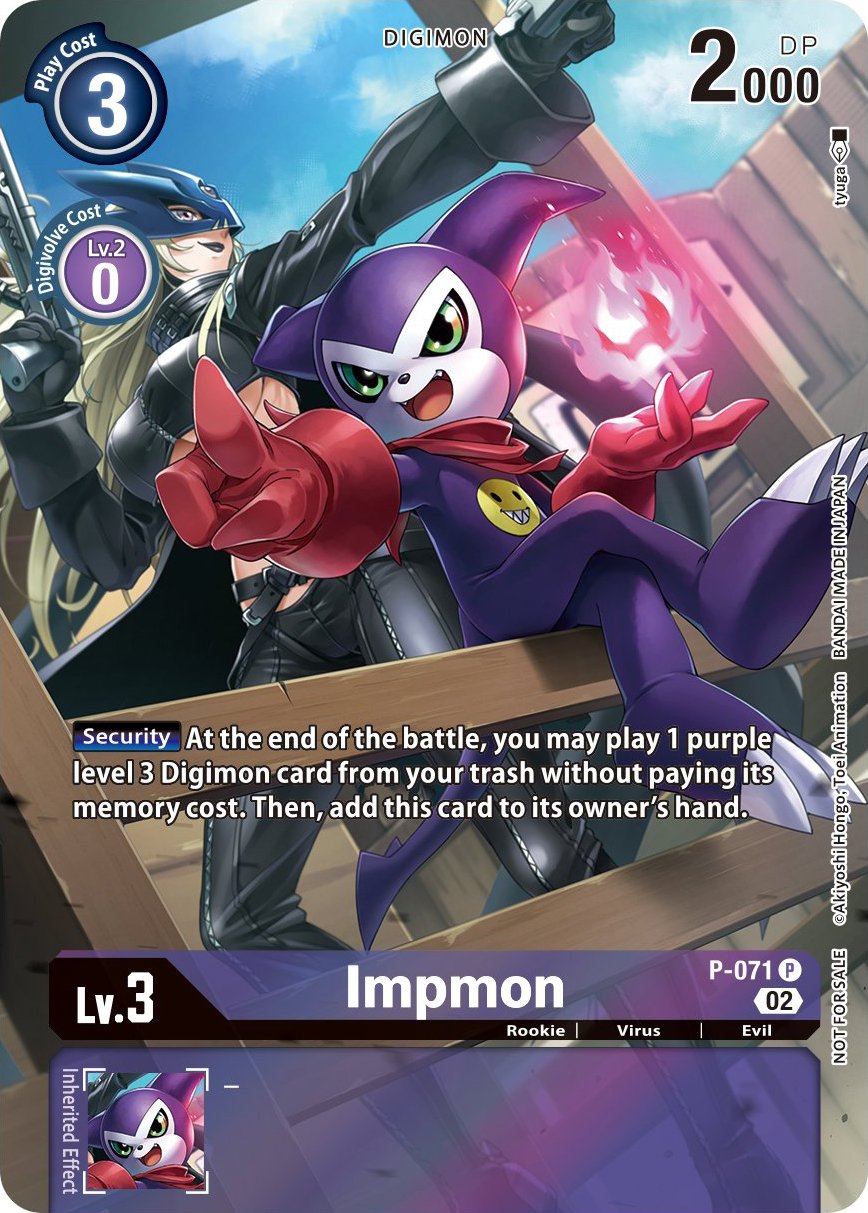 Play Cost
3
DIGIMON
2000
DP
tyuga
Digivolve Cost
Lv.2
0
Security At the end of the battle, you may play 1 purple
level 3 Digimon card from your trash without paying its
memory cost. Then, add this card to its owner's hand.
©Akiyoshi Hongo, Toei Animation BANDAI MADE IN JAPAN
NOT FOR SALE
Lv.3
Impmon
P-071 P
02
Rookie | Virus | Evil
Inherited Effect
–